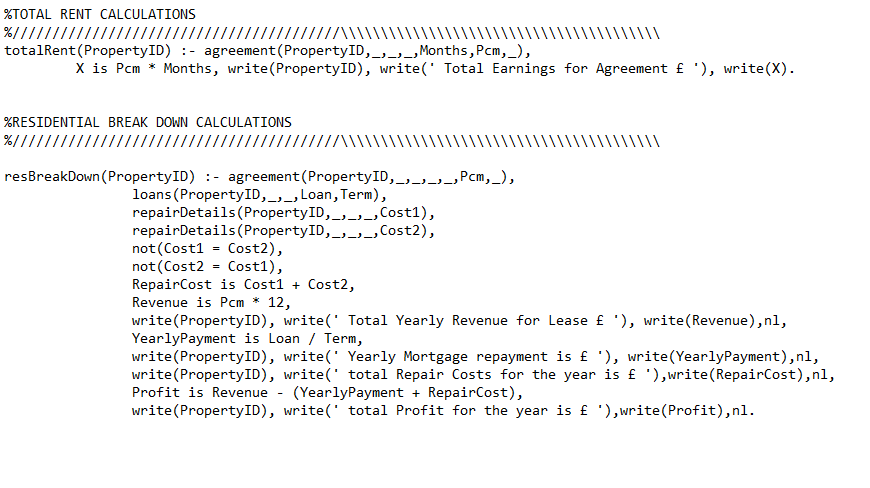 %TOTAL RENT CALCULATIONS
%/////////////////////////////////////////\\\\\\\\\\\\\\\\\\\\\\\\\\\\\\\\\\\\\\\\
totalRent(PropertyID) :- agreement(PropertyID,_,_,_,Months,Pcm,_),
X is Pcm * Months, write(PropertyID), write(' Total Earnings for Agreement £ '), write(X).
%RESIDENTIAL BREAK DOWN CALCULATIONS
%/////////////////////////////////////////\\\\\\\\\\\\\\\\\\\\\\\\\\\\\\\\\\\\\\\\
resBreakDown(PropertyID) :- agreement(PropertyID,_,_,_,_,Pcm,_),
loans(PropertyID,_,_,Loan,Term),
repairDetails(PropertyID,_,_,_,Cost1),
repairDetails(PropertyID,_,_,_,Cost2),
not(Cost1 = Cost2),
not(Cost2 = Cost1),
RepairCost is Cost1 + Cost2,
Revenue is Pcm * 12,
write(PropertyID), write(' Total Yearly Revenue for Lease £ '), write(Revenue),nl,
YearlyPayment is Loan / Term,
write(PropertyID), write(' Yearly Mortgage repayment is £ '), write(YearlyPayment),nl,
write(PropertyID), write(' total Repair Costs for the year is £ '),write(RepairCost),nl,
Profit is Revenue - (YearlyPayment + RepairCost),
write(PropertyID), write(' total Profit for the year is £ '),write(Profit),nl.